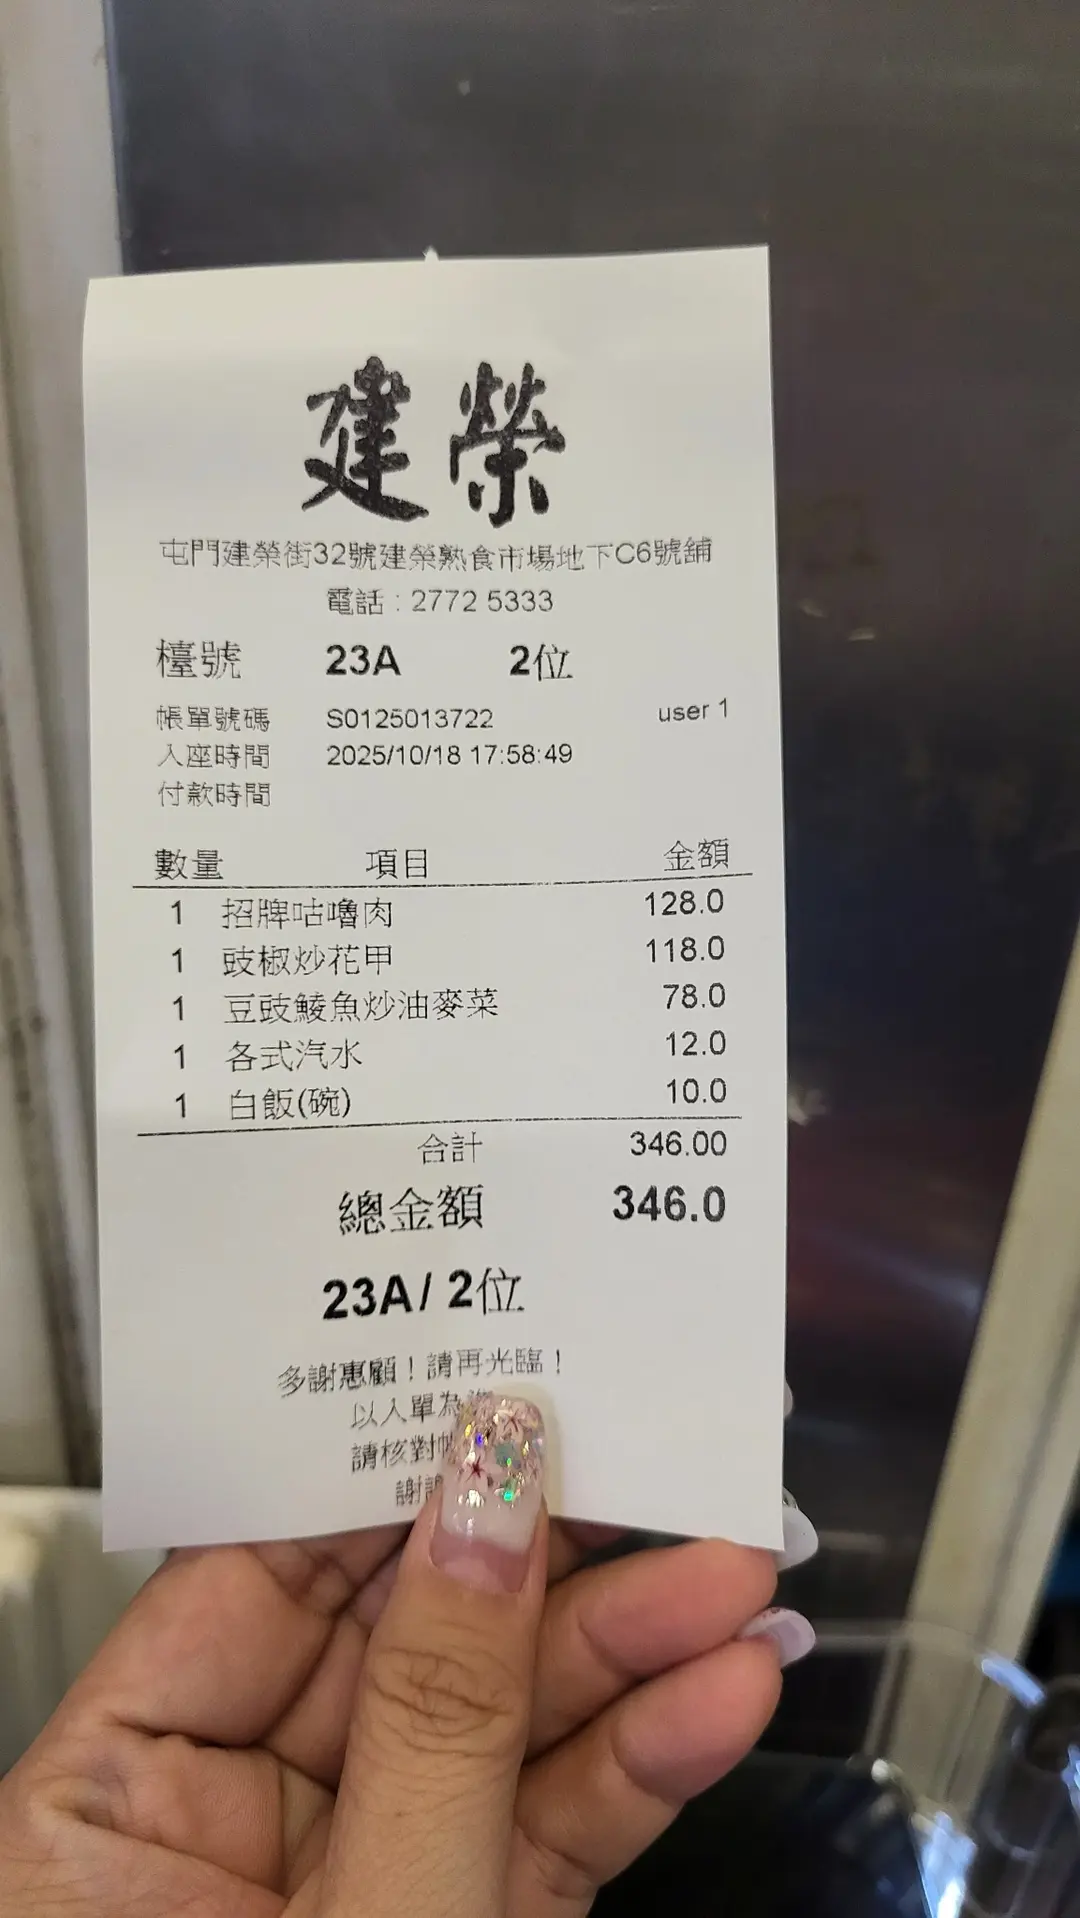 建榮
屯門建榮街32號建榮熟食市場地下C6號舖
電話 : 2772 5333
檯號 23A 2位
帳單號碼 S0125013722 user 1
入座時間 2025/10/18 17:58:49
付款時間
數量 項目 金額
1 招牌咕嚕肉 128.0
1 豉椒炒花甲 118.0
1 豆豉鯪魚炒油麥菜 78.0
1 各式汽水 12.0
1 白飯(碗) 10.0
合計 346.00
總金額 346.0
23A/ 2位
多謝惠顧！請再光臨！
以入單為
請核對
謝